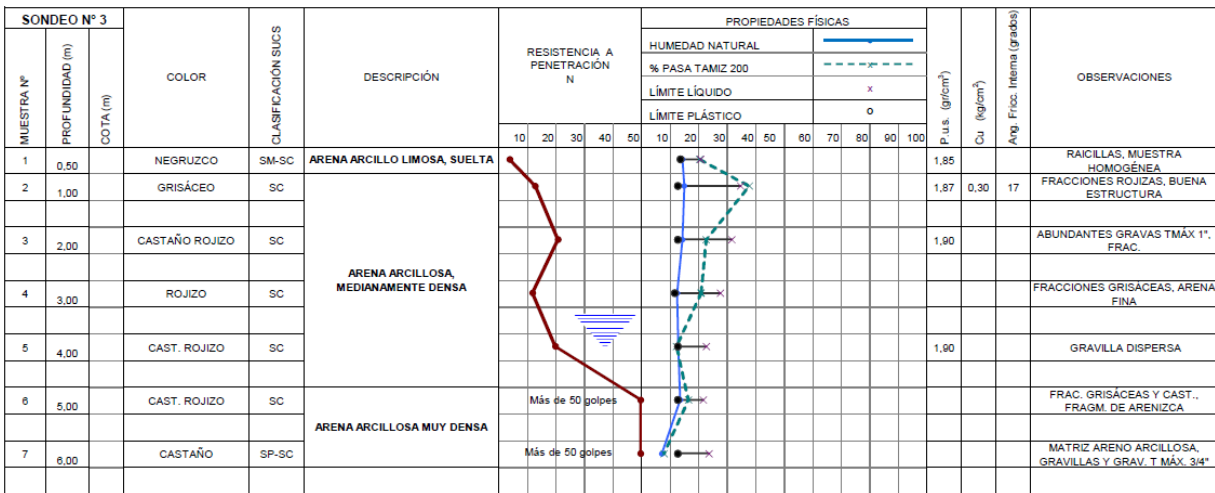 SONDEO N° 3
MUESTRA Nº
PROFUNDIDAD (m)
COTA (m)
COLOR
CLASIFICACIÓN SUCS
DESCRIPCIÓN
RESISTENCIA A
PENETRACIÓN
N
10 20 30 40 50
PROPIEDADES FÍSICAS
HUMEDAD NATURAL
% PASA TAMIZ 200
LÍMITE LÍQUIDO x
LÍMITE PLÁSTICO o
10 20 30 40 50 60 70 80 90 100
P.u.s. (gr/cm³)
Cu (kg/cm²)
Ang. Fricc. Interna (grados)
OBSERVACIONES
1 0,50 NEGRUZCO SM-SC ARENA ARCILLO LIMOSA, SUELTA 1,85 RAICILLAS, MUESTRA
HOMOGÉNEA
2 1,00 GRISÁCEO SC 1,87 0,30 17 FRACCIONES ROJIZAS, BUENA
ESTRUCTURA
3 2,00 CASTAÑO ROJIZO SC 1,90 ABUNDANTES GRAVAS TMÁX 1",
FRAC.
ARENA ARCILLOSA,
MEDIANAMENTE DENSA
4 3,00 ROJIZO SC FRACCIONES GRISÁCEAS, ARENA
FINA
5 4,00 CAST. ROJIZO SC 1,90 GRAVILLA DISPERSA
6 5,00 CAST. ROJIZO SC Más de 50 golpes FRAC. GRISÁCEAS Y CAST.,
FRAGM. DE ARENIZCA
ARENA ARCILLOSA MUY DENSA
7 6,00 CASTAÑO SP-SC Más de 50 golpes MATRIZ ARENO ARCILLOSA,
GRAVILLAS Y GRAV. T MÁX. 3/4"